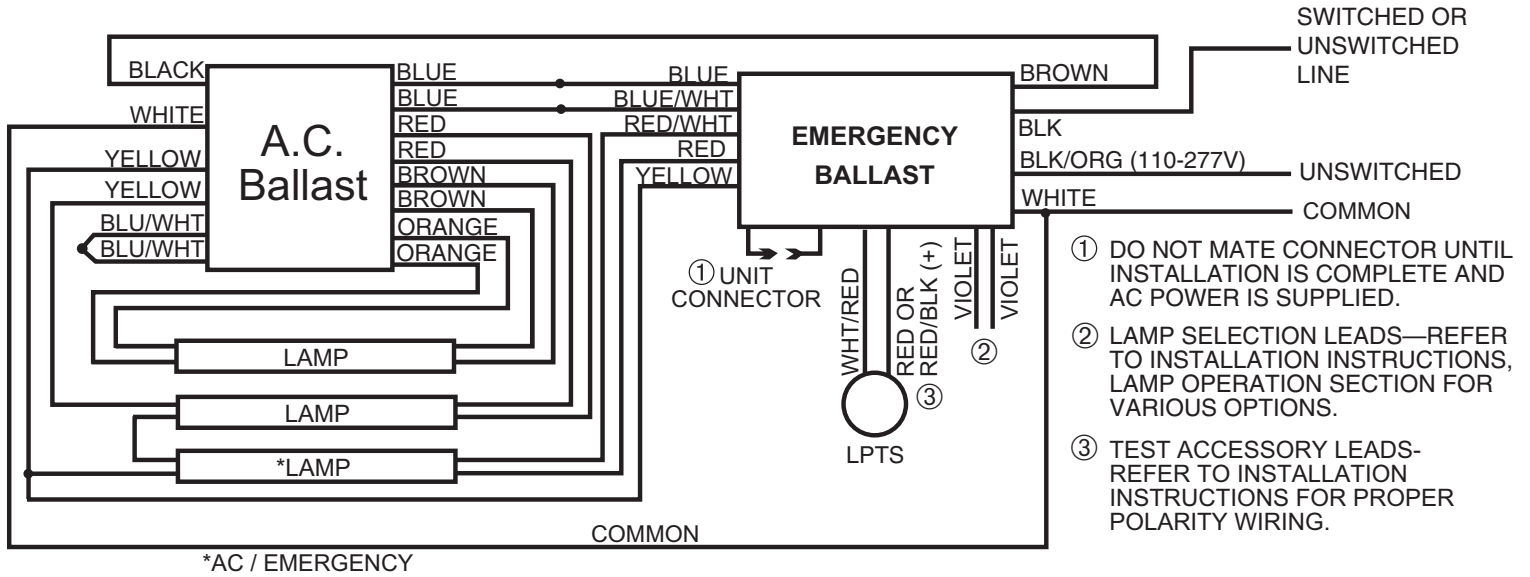 SWITCHED OR
UNSWITCHED
LINE
BLACK
WHITE
YELLOW
YELLOW
BLU/WHT
BLU/WHT
A.C.
Ballast
BLUE
BLUE
RED
RED
BROWN
BROWN
ORANGE
ORANGE
BLUE
BLUE/WHT
RED/WHT
RED
YELLOW
EMERGENCY
BALLAST
BROWN
BLK
BLK/ORG (110-277V)
UNSWITCHED
WHITE
COMMON
① UNIT
CONNECTOR
WHT/RED
RED OR
RED/BLK (+)
③
LPTS
VIOLET
VIOLET
②
LAMP
LAMP
*LAMP
COMMON
*AC / EMERGENCY
① DO NOT MATE CONNECTOR UNTIL
INSTALLATION IS COMPLETE AND
AC POWER IS SUPPLIED.
② LAMP SELECTION LEADS—REFER
TO INSTALLATION INSTRUCTIONS,
LAMP OPERATION SECTION FOR
VARIOUS OPTIONS.
③ TEST ACCESSORY LEADS-
REFER TO INSTALLATION
INSTRUCTIONS FOR PROPER
POLARITY WIRING.